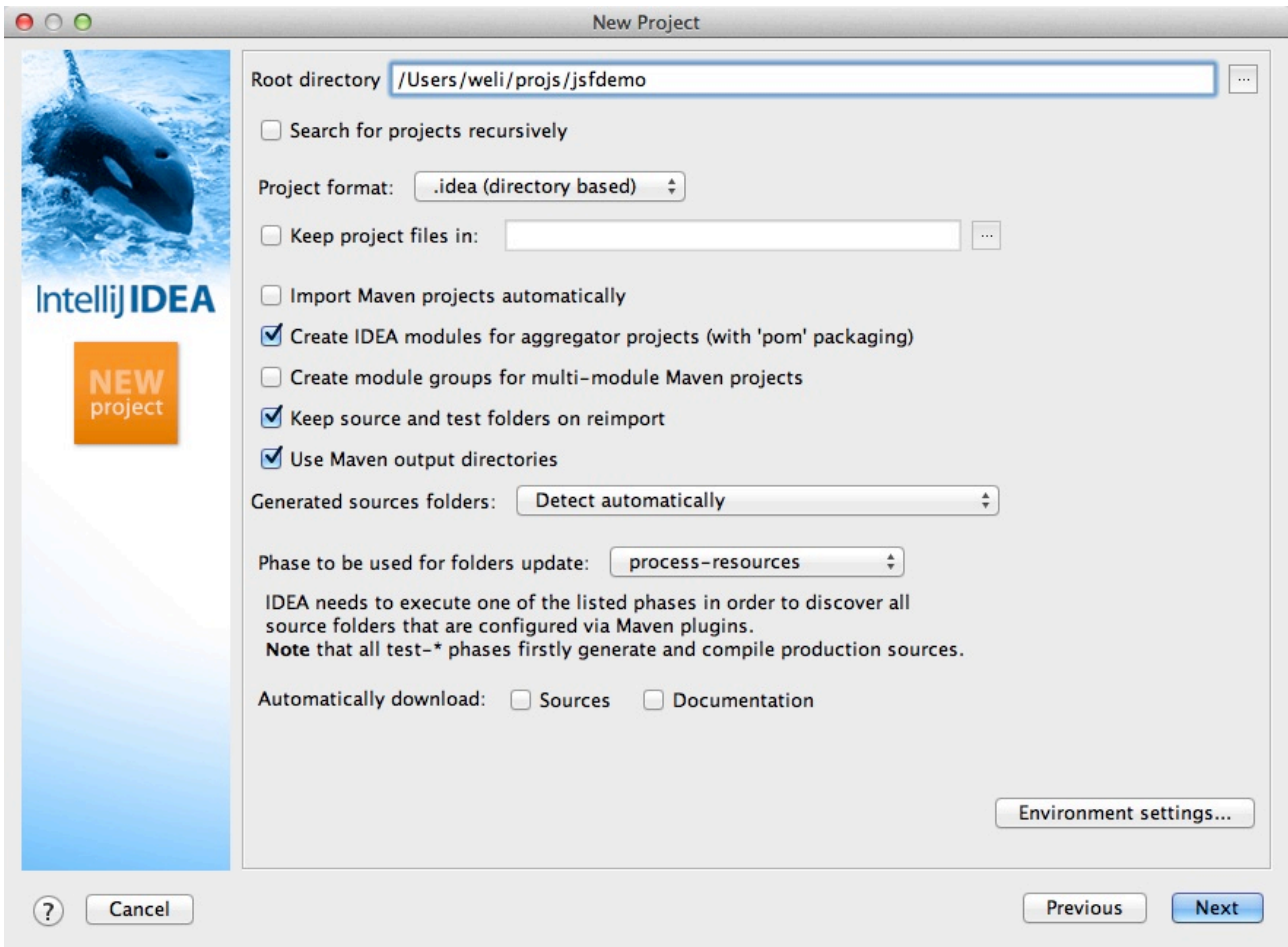 New Project
Root directory /Users/weli/projs/jsfdemo ...
Search for projects recursively
Project format: .idea (directory based)
Keep project files in: ...
IntelliJ IDEA
NEW
project
Import Maven projects automatically
Create IDEA modules for aggregator projects (with 'pom' packaging)
Create module groups for multi-module Maven projects
Keep source and test folders on reimport
Use Maven output directories
Generated sources folders: Detect automatically
Phase to be used for folders update: process-resources
IDEA needs to execute one of the listed phases in order to discover all
source folders that are configured via Maven plugins.
Note that all test-* phases firstly generate and compile production sources.
Automatically download: Sources Documentation
Environment settings...
? Cancel Previous Next